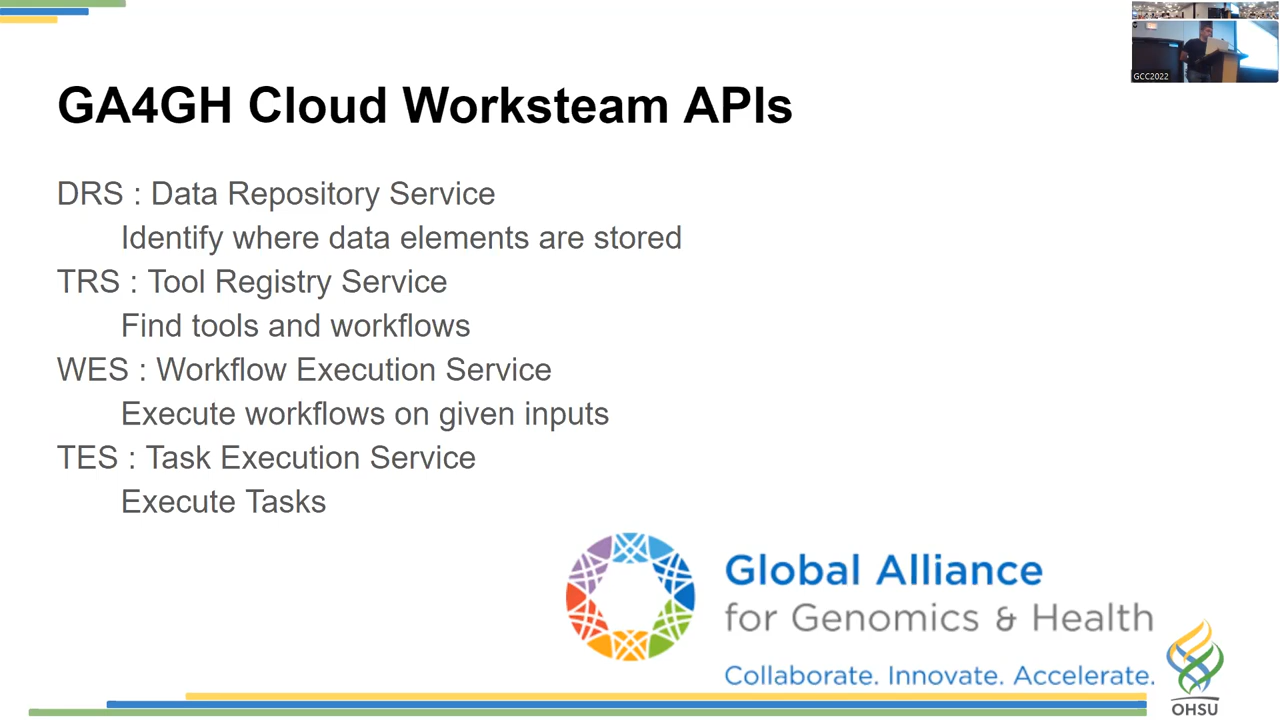 GCC2022
GA4GH Cloud Worksteam APIs
DRS : Data Repository Service
Identify where data elements are stored
TRS : Tool Registry Service
Find tools and workflows
WES : Workflow Execution Service
Execute workflows on given inputs
TES : Task Execution Service
Execute Tasks
Global Alliance
for Genomics & Health
Collaborate. Innovate. Accelerate.
OHSU